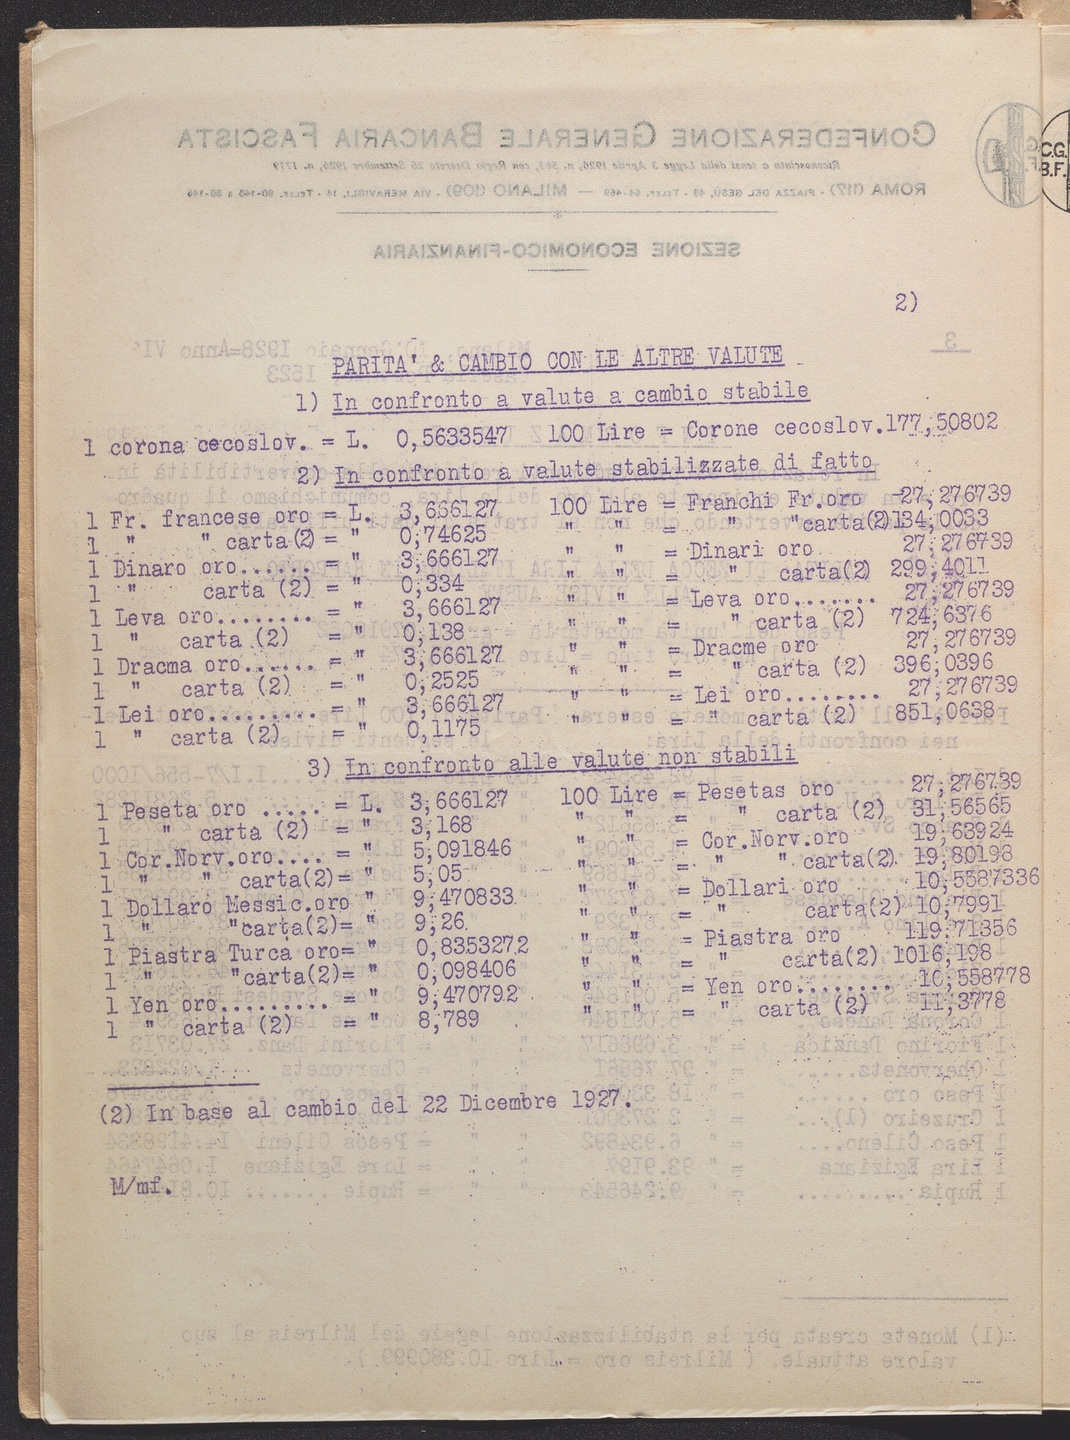 2)
PARITA' & CAMBIO CON LE ALTRE VALUTE
1) In confronto a valute a cambio stabile
1 corona cecoslov. = L. 0,5633547 100 Lire = Corone cecoslov.177,50802
2) In confronto a valute stabilizzate di fatto
1 Fr. francese oro = L. 3,666127 100 Lire = Franchi Fr.oro 27,276739
1 " " carta(2) = " 0,74625 " " = " "carta(2)134,0033
1 Dinaro oro...... = " 3,666127 " " = Dinari oro 27,276739
1 " carta (2) = " 0,334 " " = " carta(2) 299,4011
1 Leva oro........ = " 3,666127 " " = Leva oro....... 27,276739
1 " carta (2) = " 0,138 " " = " carta (2) 724,6376
1 Dracma oro...... = " 3,666127 " " = Dracme oro 27,276739
1 " carta (2) = " 0,2525 " " = " carta (2) 396,0396
1 Lei oro......... = " 3,666127 " " = Lei oro........ 27,276739
1 " carta (2) = " 0,1175 " " = " carta (2) 851,0638
3) In confronto alle valute non stabili
1 Peseta oro ..... = L. 3,666127 100 Lire = Pesetas oro 27,276739
1 " carta (2) = " 3,168 " " = " carta (2) 31,56565
1 Cor.Norv.oro.... = " 5,091846 " " = Cor.Norv.oro 19,63924
1 " " carta(2)= " 5,05 " " = " " carta(2) 19,80198
1 Dollaro Messic.oro " 9,470833 " " = Dollari oro 10,5587336
1 " "carta(2)= " 9,26 " " = " carta(2) 10,7991
1 Piastra Turca oro= " 0,8353272 " " = Piastra oro 119,71356
1 " "carta(2)= " 0,098406 " " = " carta(2) 1016,198
1 Yen oro......... = " 9,470792 " " = Yen oro........ 10,558778
1 " carta (2) = " 8,789 " " = " carta (2) 11,3778
(2) In base al cambio del 22 Dicembre 1927.
M/mf.
C.G.
B.F.